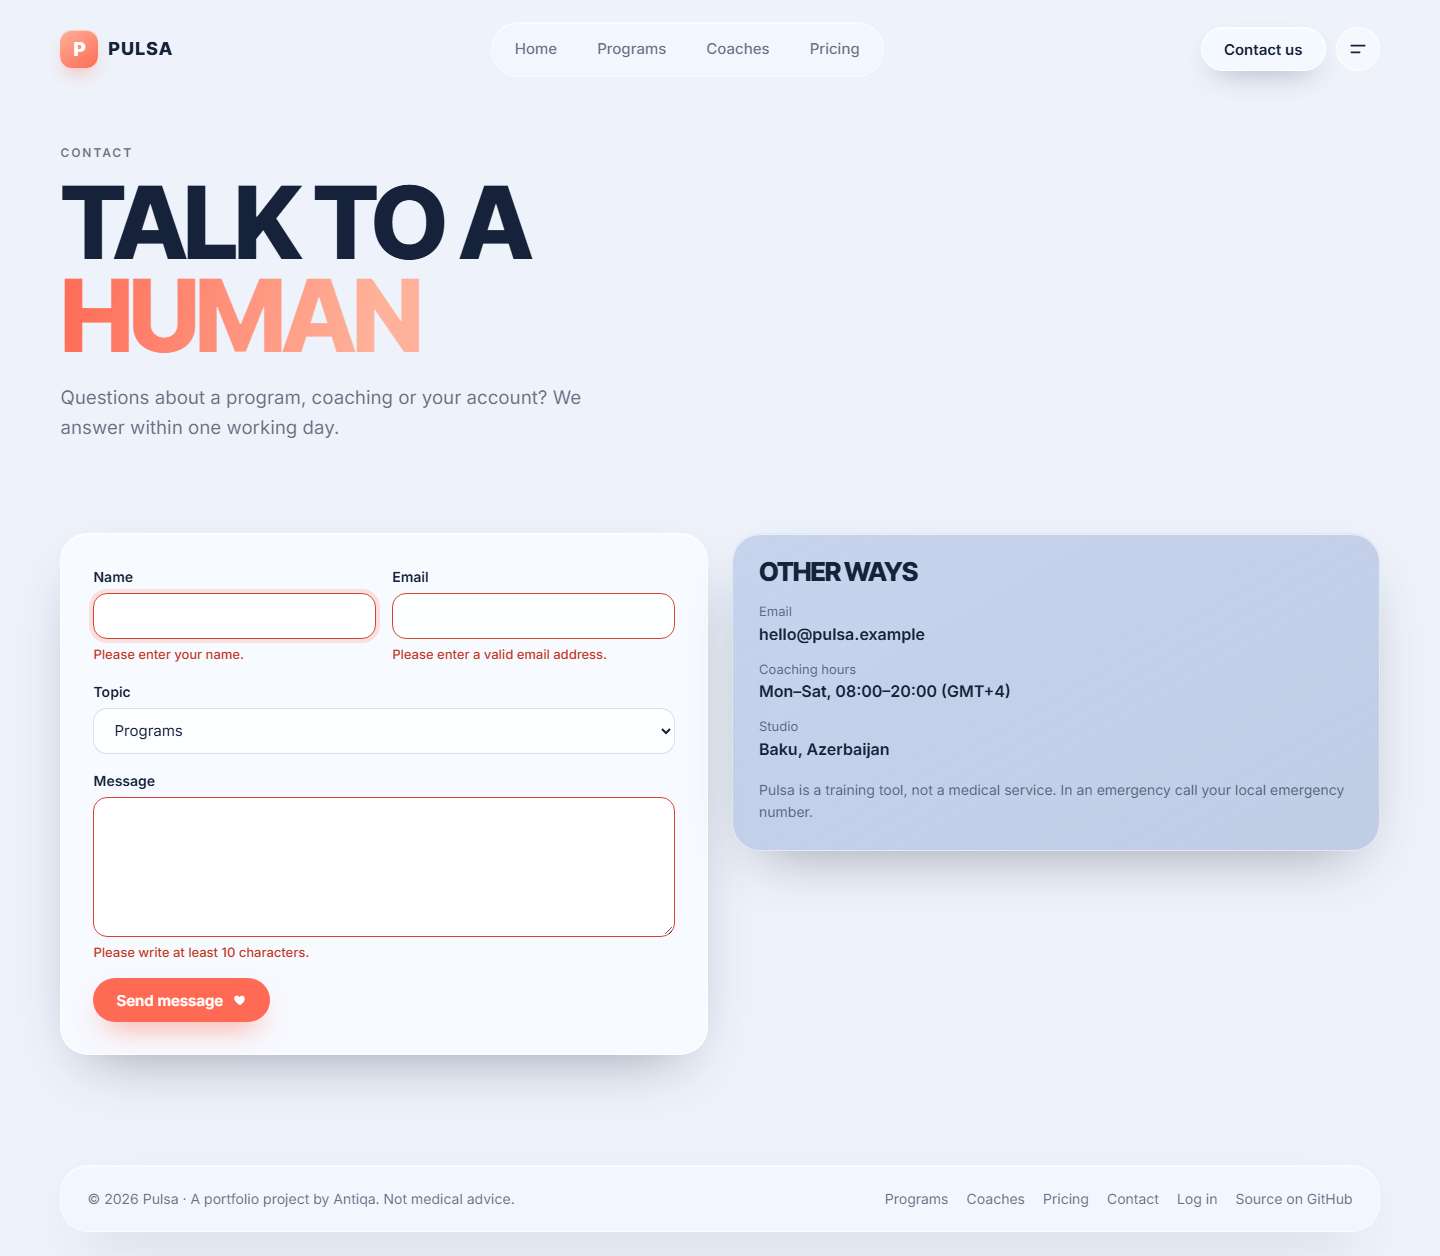 P PULSA
Home Programs Coaches Pricing
Contact us
CONTACT
TALK TO A
HUMAN
Questions about a program, coaching or your account? We
answer within one working day.
Name
Please enter your name.
Email
Please enter a valid email address.
Topic
Programs
Message
Please write at least 10 characters.
Send message
OTHER WAYS
Email
hello@pulsa.example
Coaching hours
Mon–Sat, 08:00–20:00 (GMT+4)
Studio
Baku, Azerbaijan
Pulsa is a training tool, not a medical service. In an emergency call your local emergency
number.
© 2026 Pulsa · A portfolio project by Antiqa. Not medical advice.
Programs Coaches Pricing Contact Log in Source on GitHub